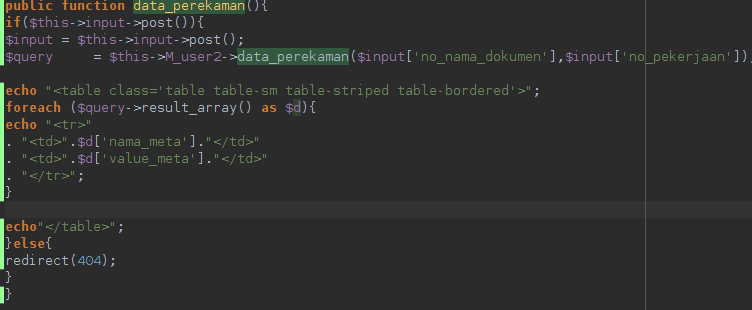 public function data_perekaman(){
if($this->input->post()){
$input = $this->input->post();
$query     = $this->M_user2->data_perekaman($input['no_nama_dokumen'],$input['no_pekerjaan']);
echo "<table class='table table-sm table-striped table-bordered'>";
foreach ($query->result_array() as $d){
echo "<tr>"
. "<td>".$d['nama_meta']."</td>"
. "<td>".$d['value_meta']."</td>"
. "</tr>";
}
echo"</table>";
}else{
redirect(404);
}
}